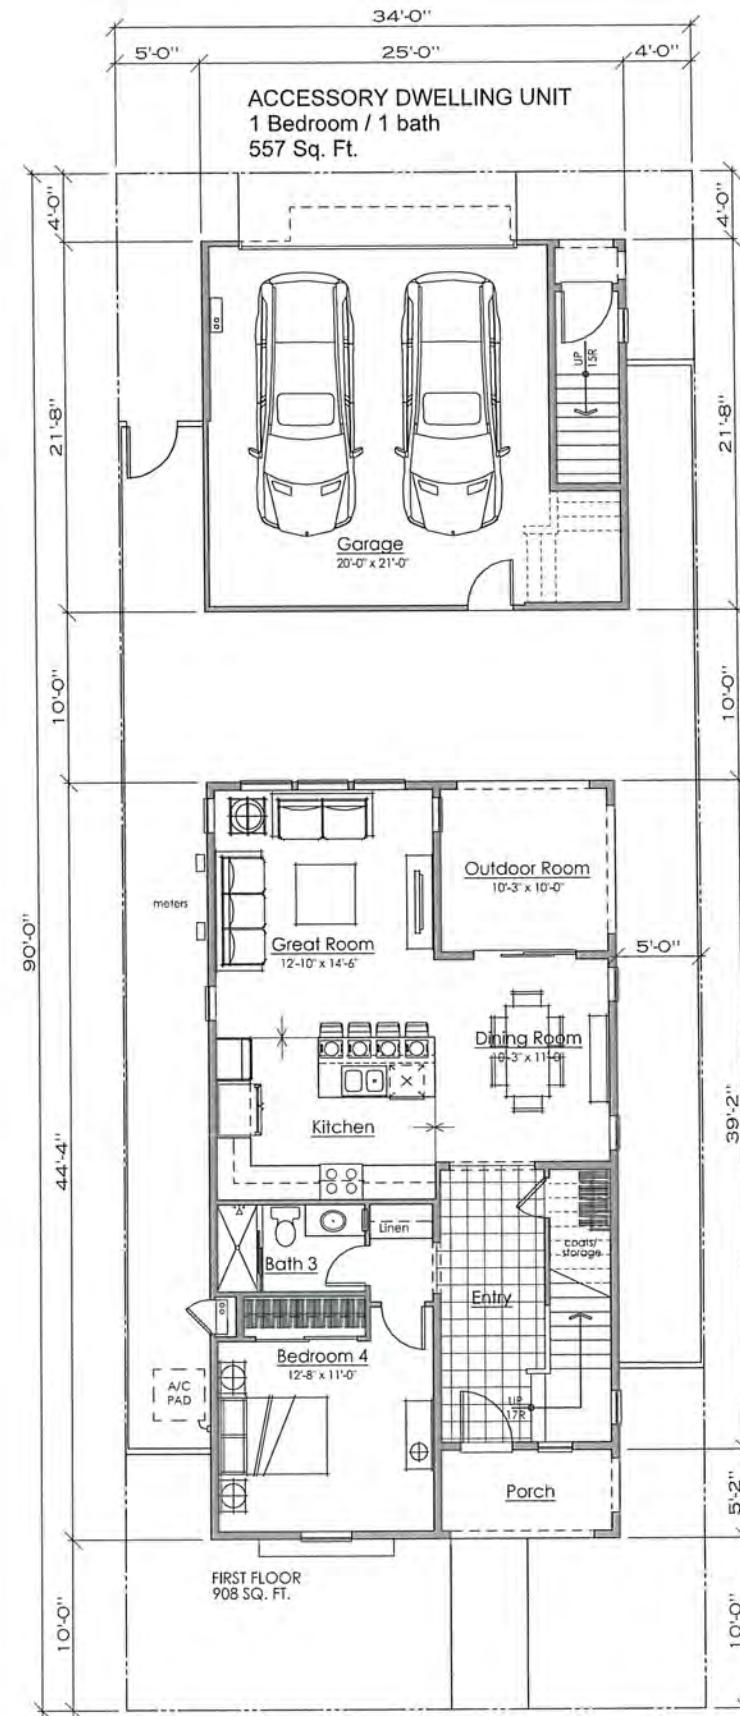 34'-0"
5'-0"
25'-0"
4'-0"
ACCESSORY DWELLING UNIT
1 Bedroom / 1 bath
557 Sq. Ft.
4'-0"
4'-0"
UP
15R
21'-8"
21'-8"
Garage
20'-0" x 21'-0"
10'-0"
10'-0"
Outdoor Room
10'-3" x 10'-0"
meters
90'-0"
Great Room
12'-10" x 14'-6"
5'-0"
Dining Room
10'-3" x 11'-0"
Kitchen
39'-2"
44'-4"
Linen
coats/
storage
Bath 3
Entry
Bedroom 4
12'-8" x 11'-0"
A/C
PAD
UP
17R
Porch
5'-2"
FIRST FLOOR
908 SQ. FT.
10'-0"
10'-0"